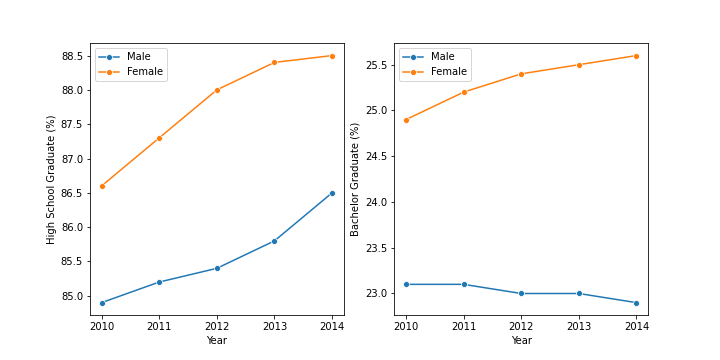 Male
Female
High School Graduate (%)
88.5
88.0
87.5
87.0
86.5
86.0
85.5
85.0
2010 2011 2012 2013 2014
Year
Male
Female
Bachelor Graduate (%)
25.5
25.0
24.5
24.0
23.5
23.0
2010 2011 2012 2013 2014
Year